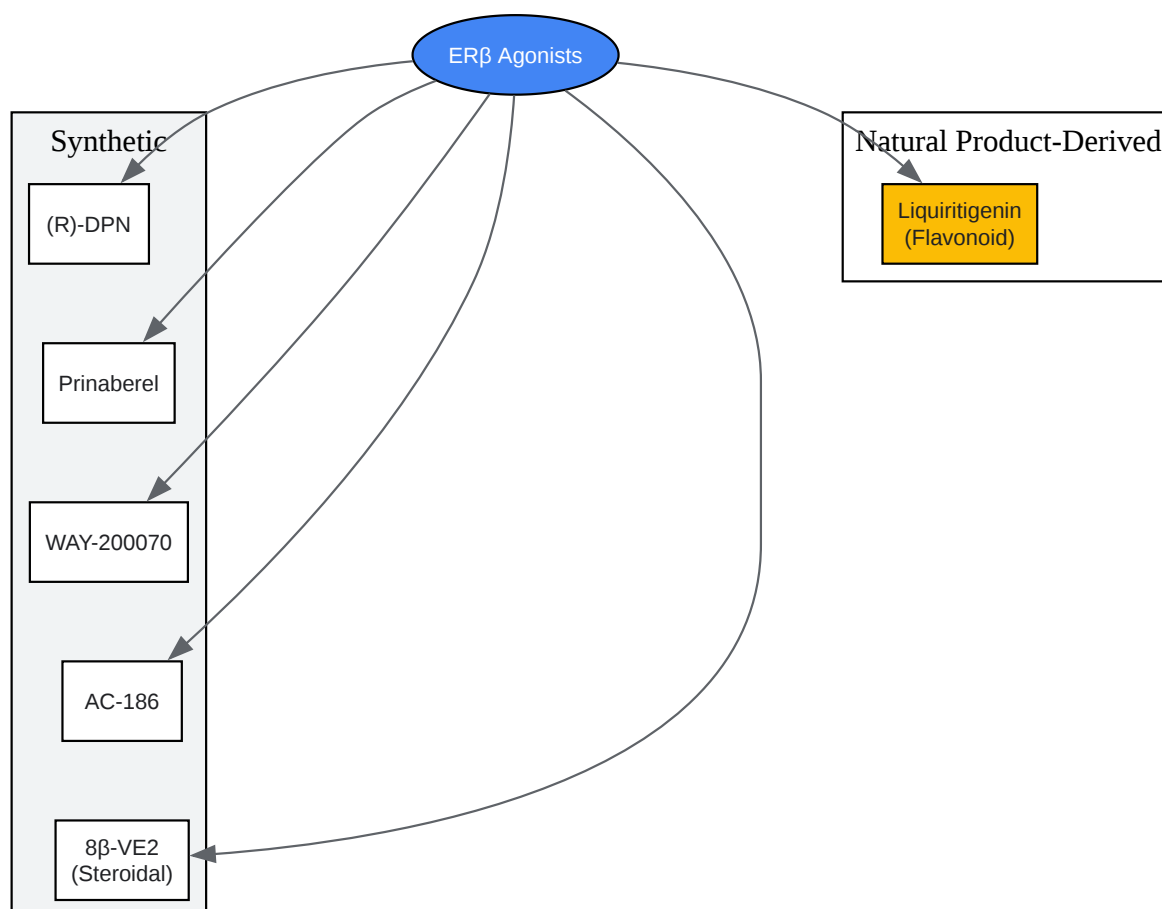 ERβ Agonists
Synthetic
(R)-DPN
Prinaberel
WAY-200070
AC-186
8β-VE2
(Steroidal)
Natural Product-Derived
Liquiritigenin
(Flavonoid)